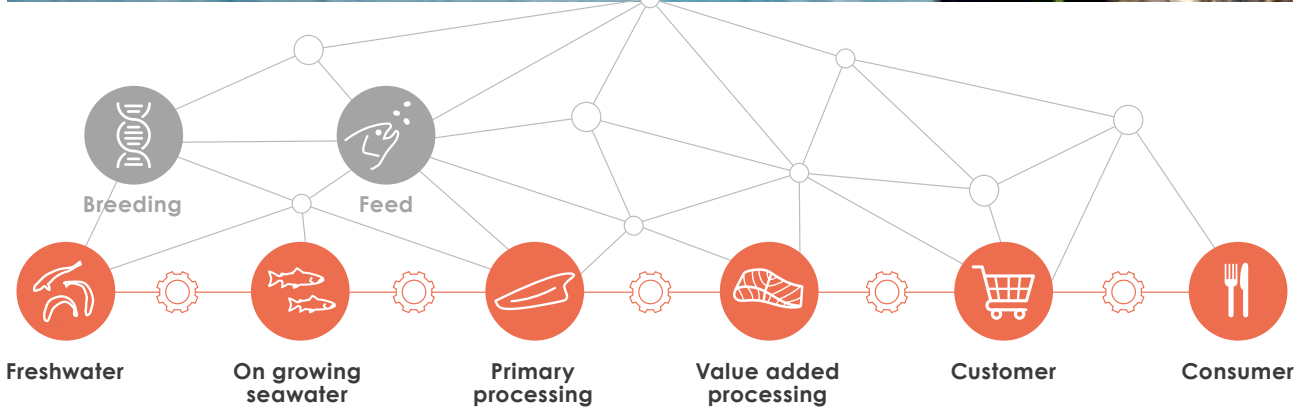 Breeding
Feed
Freshwater
On growing
seawater
Primary
processing
Value added
processing
Customer
Consumer